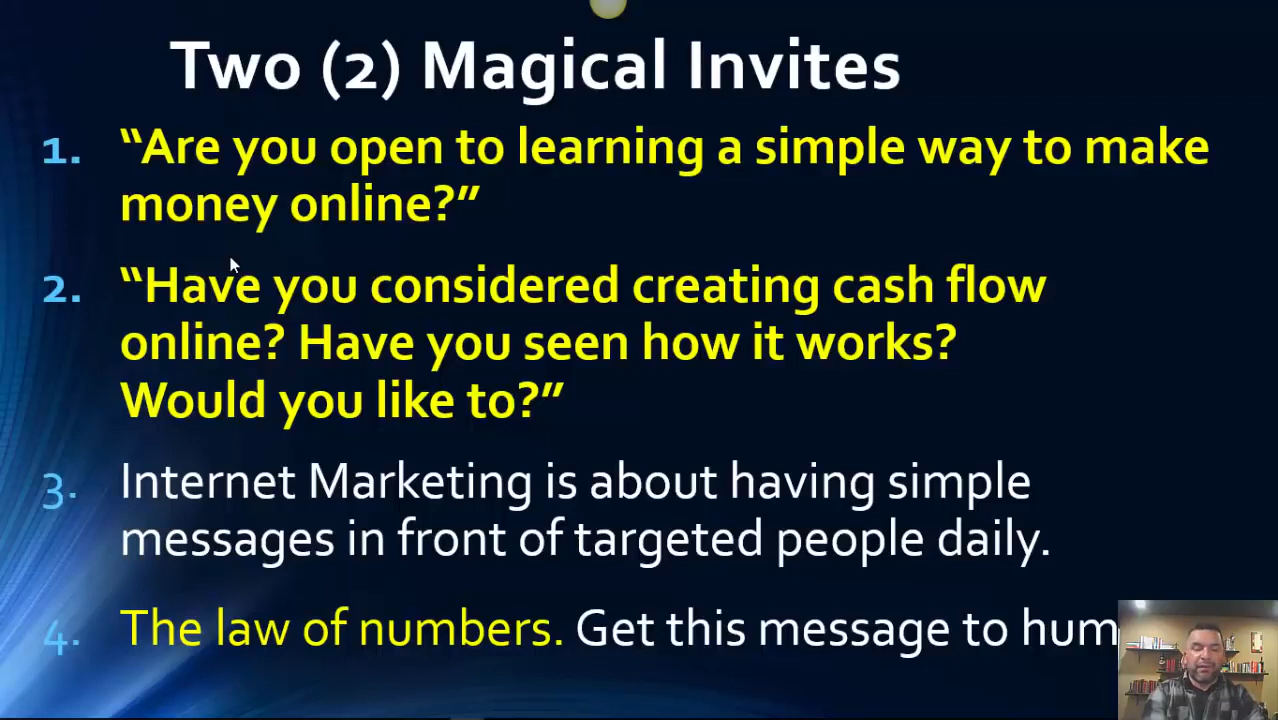 Two (2) Magical Invites
1. “Are you open to learning a simple way to make
money online?”
2. “Have you considered creating cash flow
online? Have you seen how it works?
Would you like to?”
3. Internet Marketing is about having simple
messages in front of targeted people daily.
4. The law of numbers. Get this message to